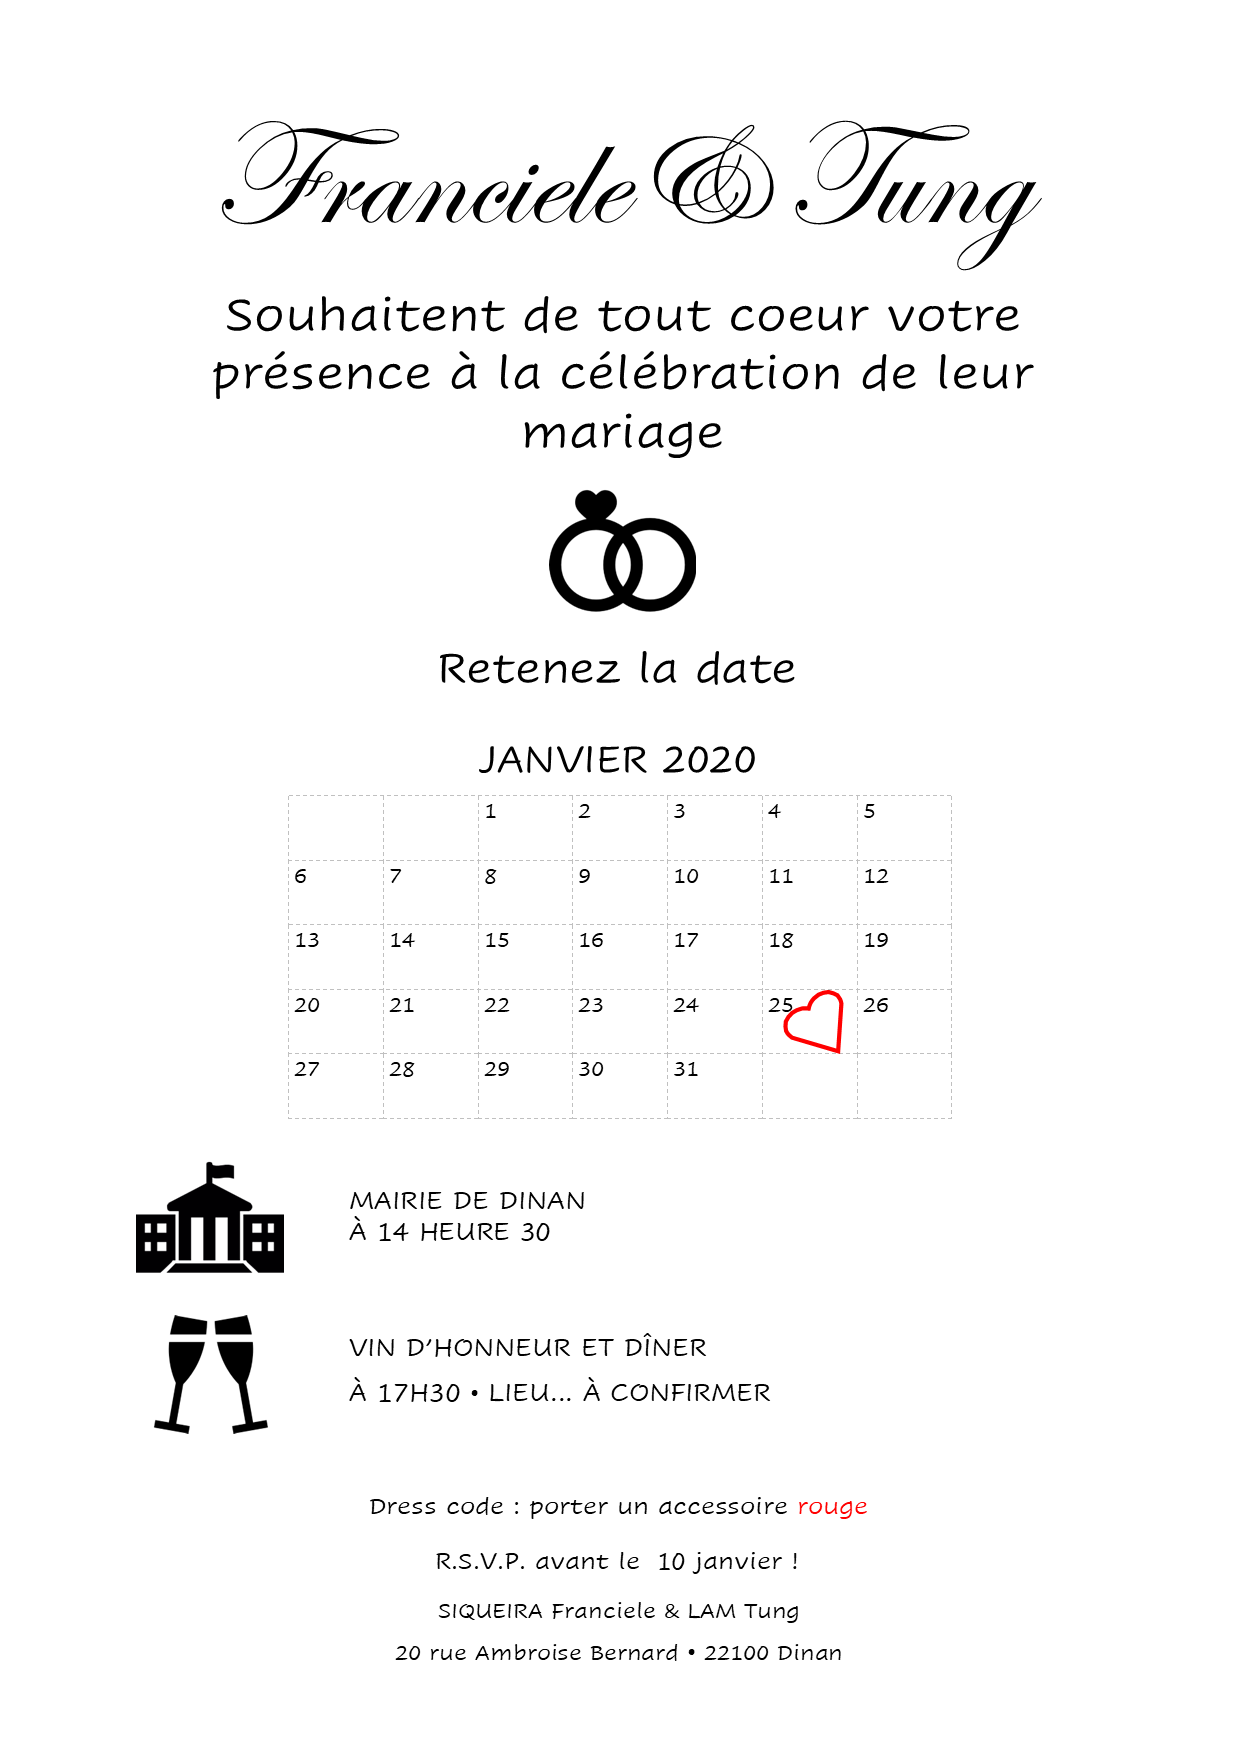 Franciele & Tung
Souhaitent de tout coeur votre
présence à la célébration de leur
mariage
Retenez la date
JANVIER 2020
1 2 3 4 5
6 7 8 9 10 11 12
13 14 15 16 17 18 19
20 21 22 23 24 25 26
27 28 29 30 31
MAIRIE DE DINAN
À 14 HEURE 30
VIN D’HONNEUR ET DÎNER
À 17H30 • LIEU... À CONFIRMER
Dress code : porter un accessoire rouge
R.S.V.P. avant le 10 janvier !
SIQUEIRA Franciele & LAM Tung
20 rue Ambroise Bernard • 22100 Dinan